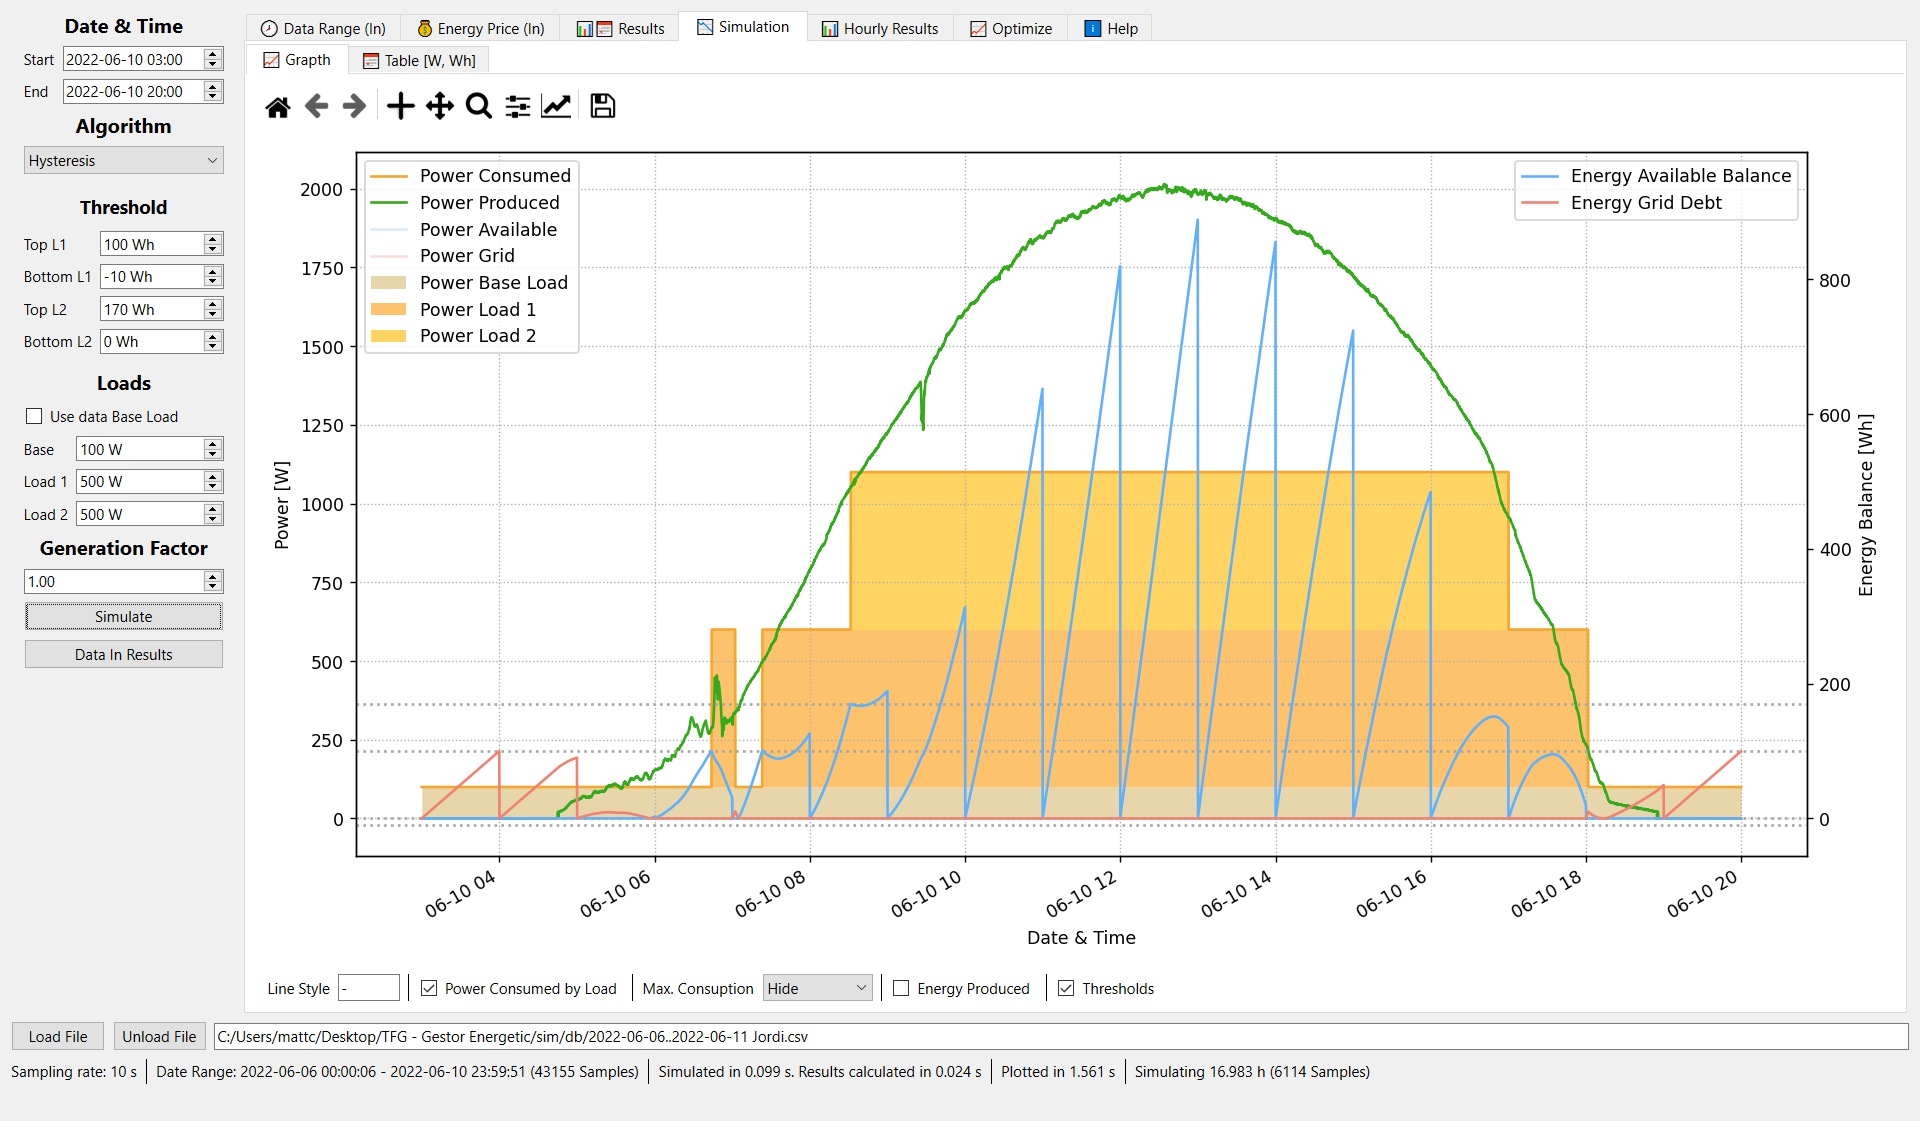 Date & Time
Start 2022-06-10 03:00
End 2022-06-10 20:00
Algorithm
Hysteresis
Threshold
Top L1 100 Wh
Bottom L1 -10 Wh
Top L2 170 Wh
Bottom L2 0 Wh
Loads
Use data Base Load
Base 100 W
Load 1 500 W
Load 2 500 W
Generation Factor
1.00
Simulate
Data In Results
Data Range (In) Energy Price (In) Results Simulation Hourly Results Optimize Help
Graph Table [W, Wh]
Power Consumed
Power Produced
Power Available
Power Grid
Power Base Load
Power Load 1
Power Load 2
Energy Available Balance
Energy Grid Debt
2000
1750
1500
1250
1000
750
500
250
0
Power [W]
800
600
400
200
0
Energy Balance [Wh]
06-10 04 06-10 06 06-10 08 06-10 10 06-10 12 06-10 14 06-10 16 06-10 18 06-10 20
Date & Time
Line Style - Power Consumed by Load Max. Consuption Hide Energy Produced Thresholds
Load File Unload File C:/Users/mattc/Desktop/TFG - Gestor Energetic/sim/db/2022-06-06..2022-06-11 Jordi.csv
Sampling rate: 10 s Date Range: 2022-06-06 00:00:06 - 2022-06-10 23:59:51 (43155 Samples) Simulated in 0.099 s. Results calculated in 0.024 s Plotted in 1.561 s Simulating 16.983 h (6114 Samples)